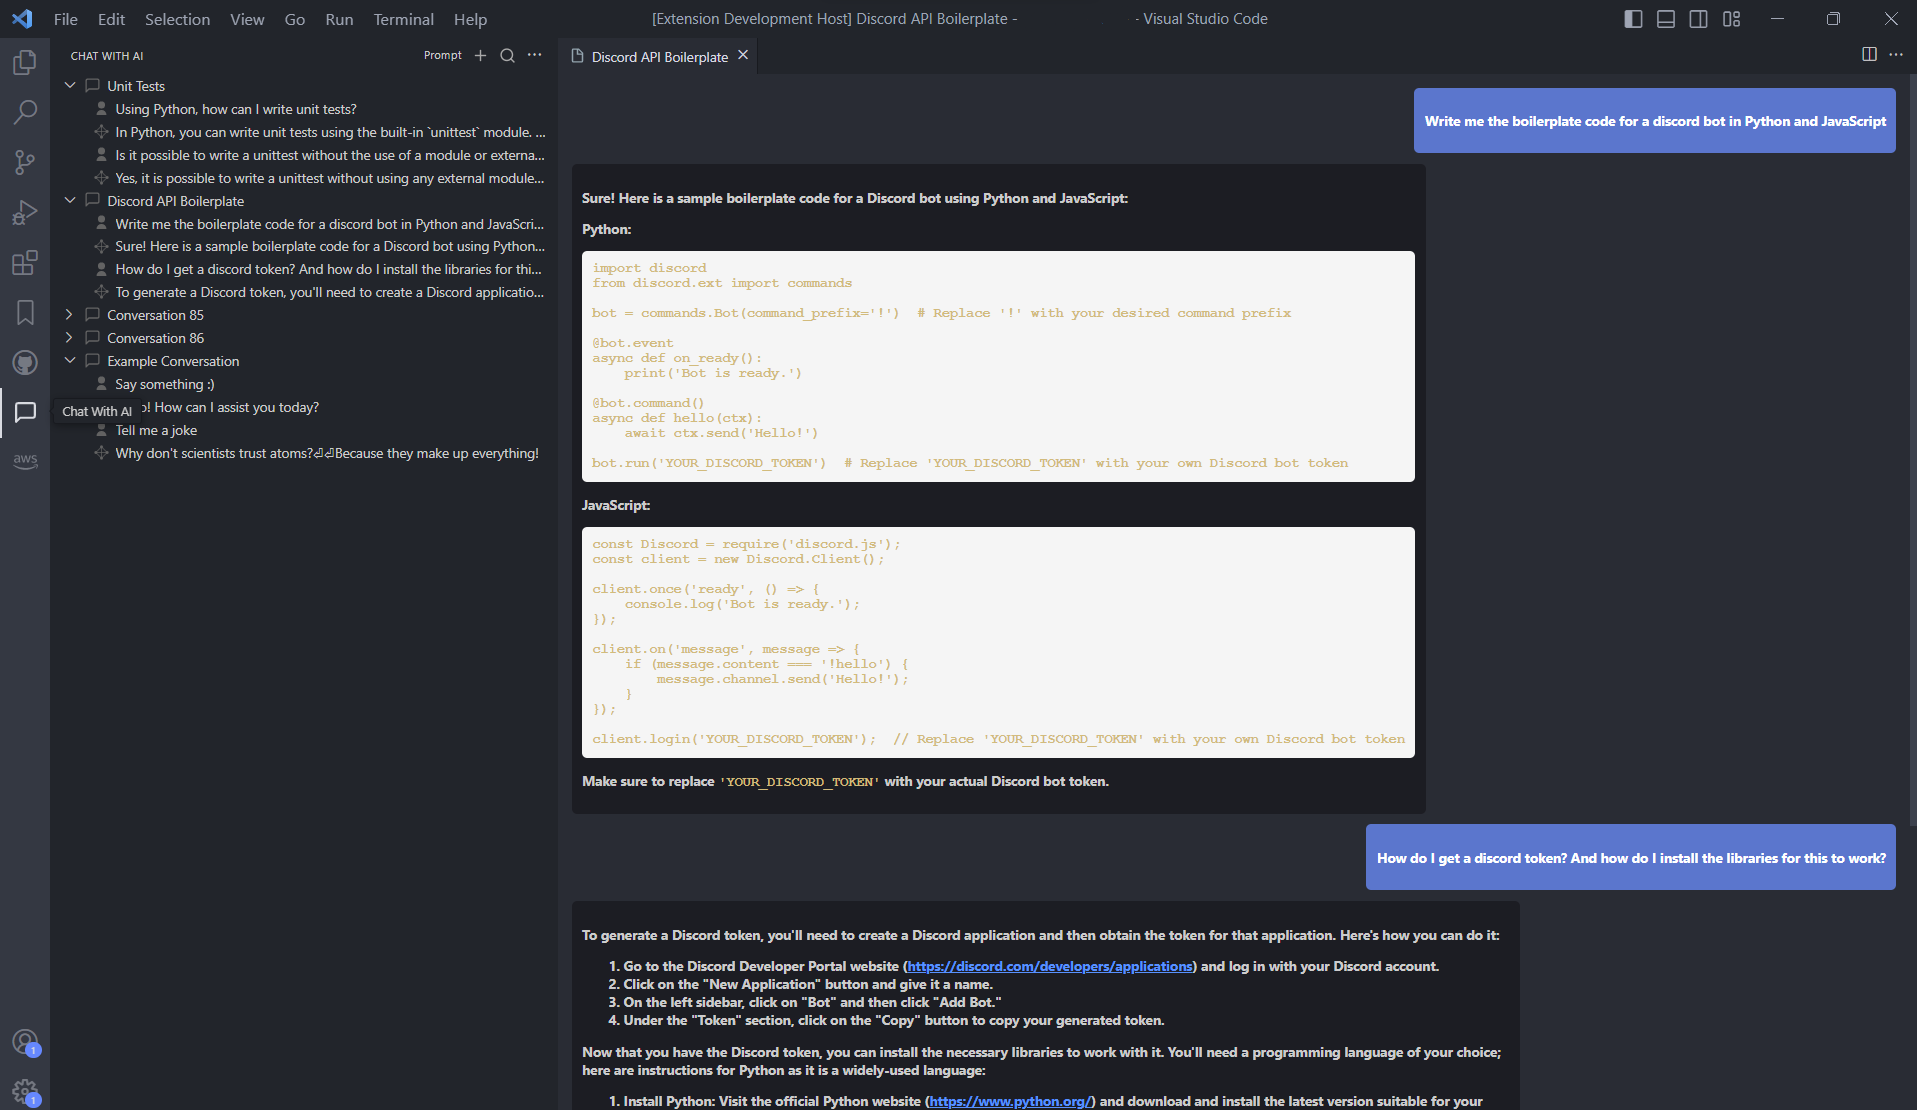 File Edit Selection View Go Run Terminal Help
[Extension Development Host] Discord API Boilerplate - - Visual Studio Code
CHAT WITH AI
Prompt
Unit Tests
Using Python, how can I write unit tests?
In Python, you can write unit tests using the built-in `unittest` module. ...
Is it possible to write a unittest without the use of a module or externa...
Yes, it is possible to write a unittest without using any external module...
Discord API Boilerplate
Write me the boilerplate code for a discord bot in Python and JavaScri...
Sure! Here is a sample boilerplate code for a Discord bot using Python...
How do I get a discord token? And how do I install the libraries for thi...
To generate a Discord token, you'll need to create a Discord applicatio...
Conversation 85
Conversation 86
Example Conversation
Say something :)
Chat With AI
o! How can I assist you today?
Tell me a joke
Why don't scientists trust atoms?⏎⏎Because they make up everything!
aws
1
1
Discord API Boilerplate
Write me the boilerplate code for a discord bot in Python and JavaScript
Sure! Here is a sample boilerplate code for a Discord bot using Python and JavaScript:
Python:
import discord
from discord.ext import commands
bot = commands.Bot(command_prefix='!')  # Replace '!' with your desired command prefix
@bot.event
async def on_ready():
    print('Bot is ready.')
@bot.command()
async def hello(ctx):
    await ctx.send('Hello!')
bot.run('YOUR_DISCORD_TOKEN')  # Replace 'YOUR_DISCORD_TOKEN' with your own Discord bot token
JavaScript:
const Discord = require('discord.js');
const client = new Discord.Client();
client.once('ready', () => {
    console.log('Bot is ready.');
});
client.on('message', message => {
    if (message.content === '!hello') {
        message.channel.send('Hello!');
    }
});
client.login('YOUR_DISCORD_TOKEN');  // Replace 'YOUR_DISCORD_TOKEN' with your own Discord bot token
Make sure to replace 'YOUR_DISCORD_TOKEN' with your actual Discord bot token.
How do I get a discord token? And how do I install the libraries for this to work?
To generate a Discord token, you'll need to create a Discord application and then obtain the token for that application. Here's how you can do it:
1. Go to the Discord Developer Portal website (https://discord.com/developers/applications) and log in with your Discord account.
2. Click on the "New Application" button and give it a name.
3. On the left sidebar, click on "Bot" and then click "Add Bot."
4. Under the "Token" section, click on the "Copy" button to copy your generated token.
Now that you have the Discord token, you can install the necessary libraries to work with it. You'll need a programming language of your choice;
here are instructions for Python as it is a widely-used language:
1. Install Python: Visit the official Python website (https://www.python.org/) and download and install the latest version suitable for your